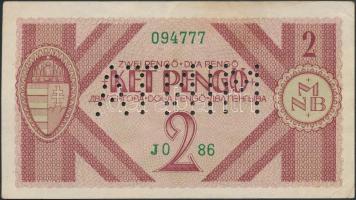 094777
ZWEI PENGŐ · DVA PENGŐ
2
KÉT PENGŐ
MNB
2
J0 86